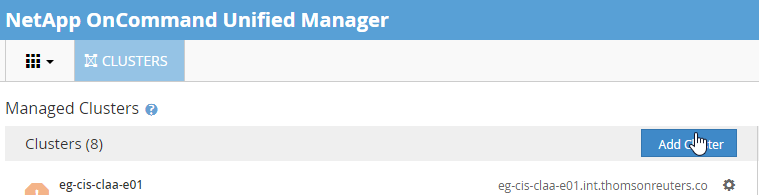 NetApp OnCommand Unified Manager
CLUSTERS
Managed Clusters ?
Clusters (8)
Add Cluster
eg-cis-claa-e01
eg-cis-claa-e01.int.thomsonreuters.co